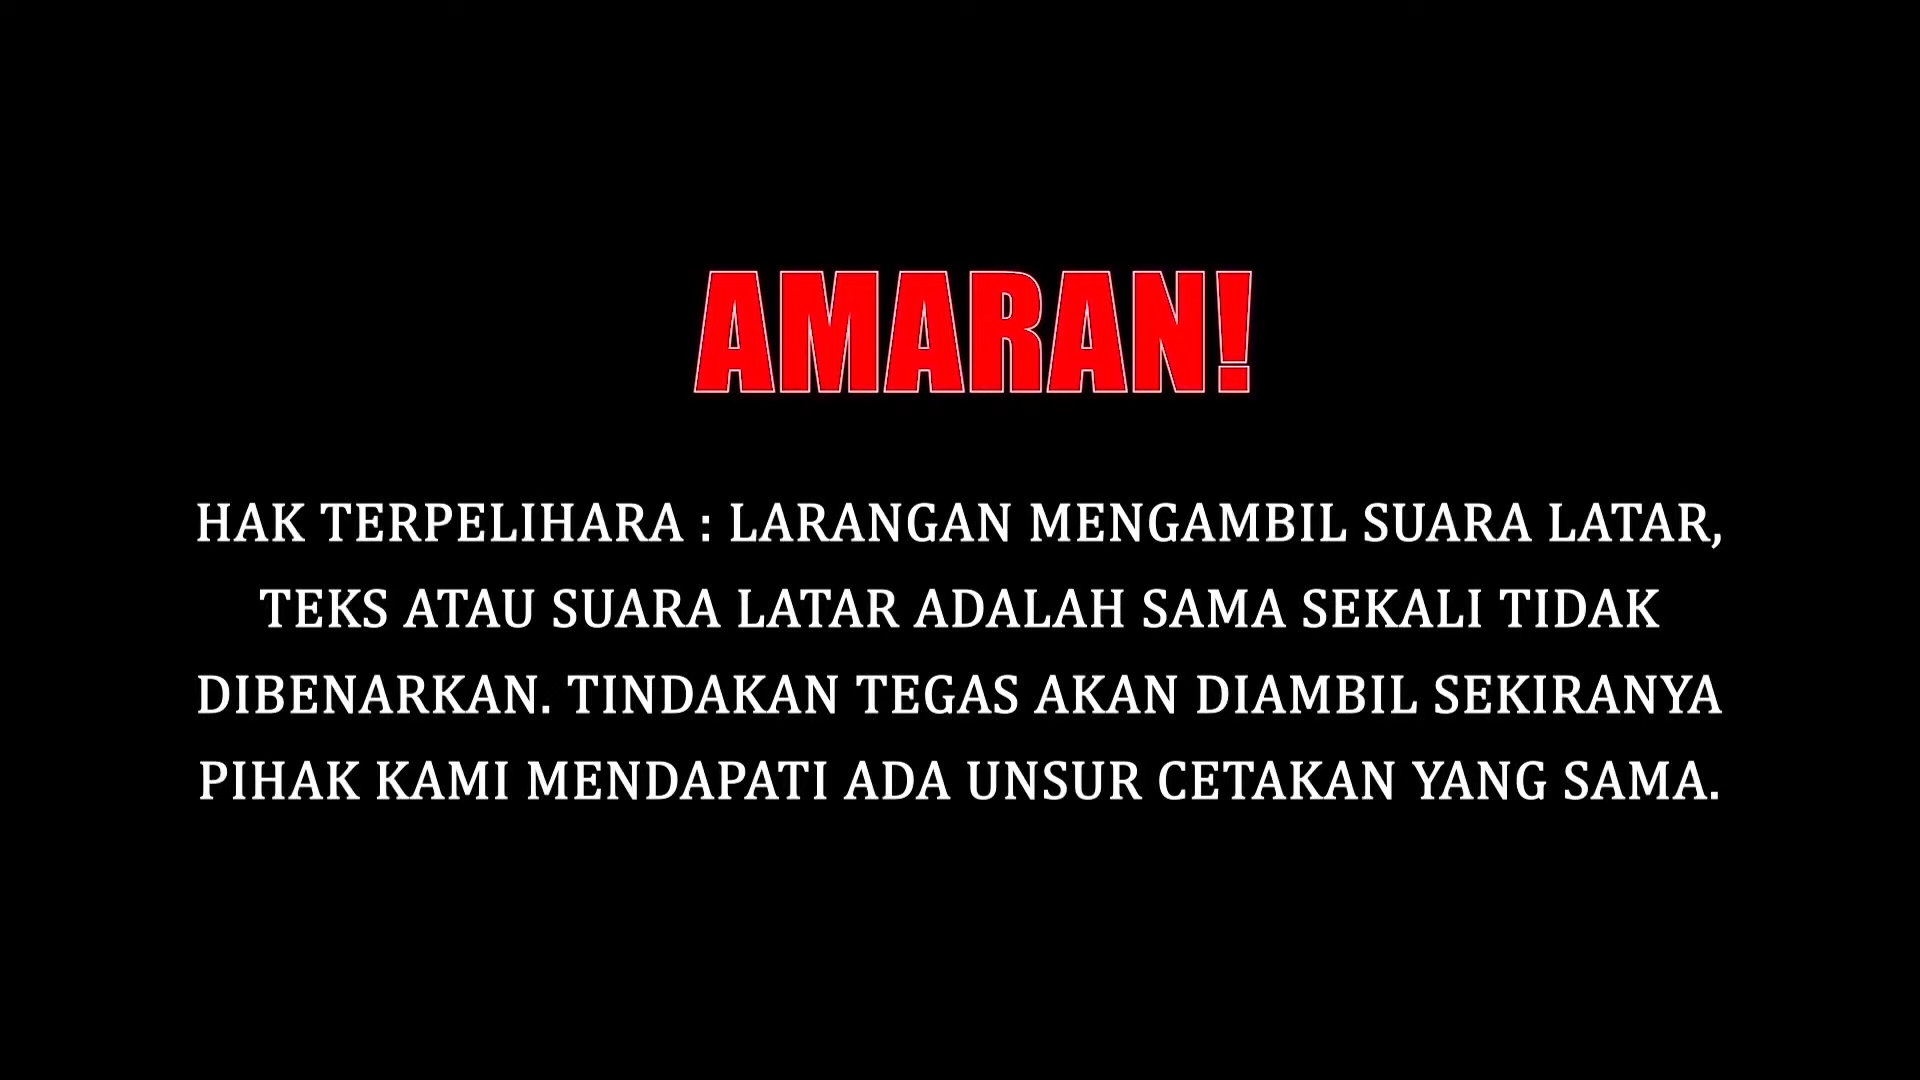 AMARAN!
HAK TERPELIHARA : LARANGAN MENGAMBIL SUARA LATAR,
TEKS ATAU SUARA LATAR ADALAH SAMA SEKALI TIDAK
DIBENARKAN. TINDAKAN TEGAS AKAN DIAMBIL SEKIRANYA
PIHAK KAMI MENDAPATI ADA UNSUR CETAKAN YANG SAMA.